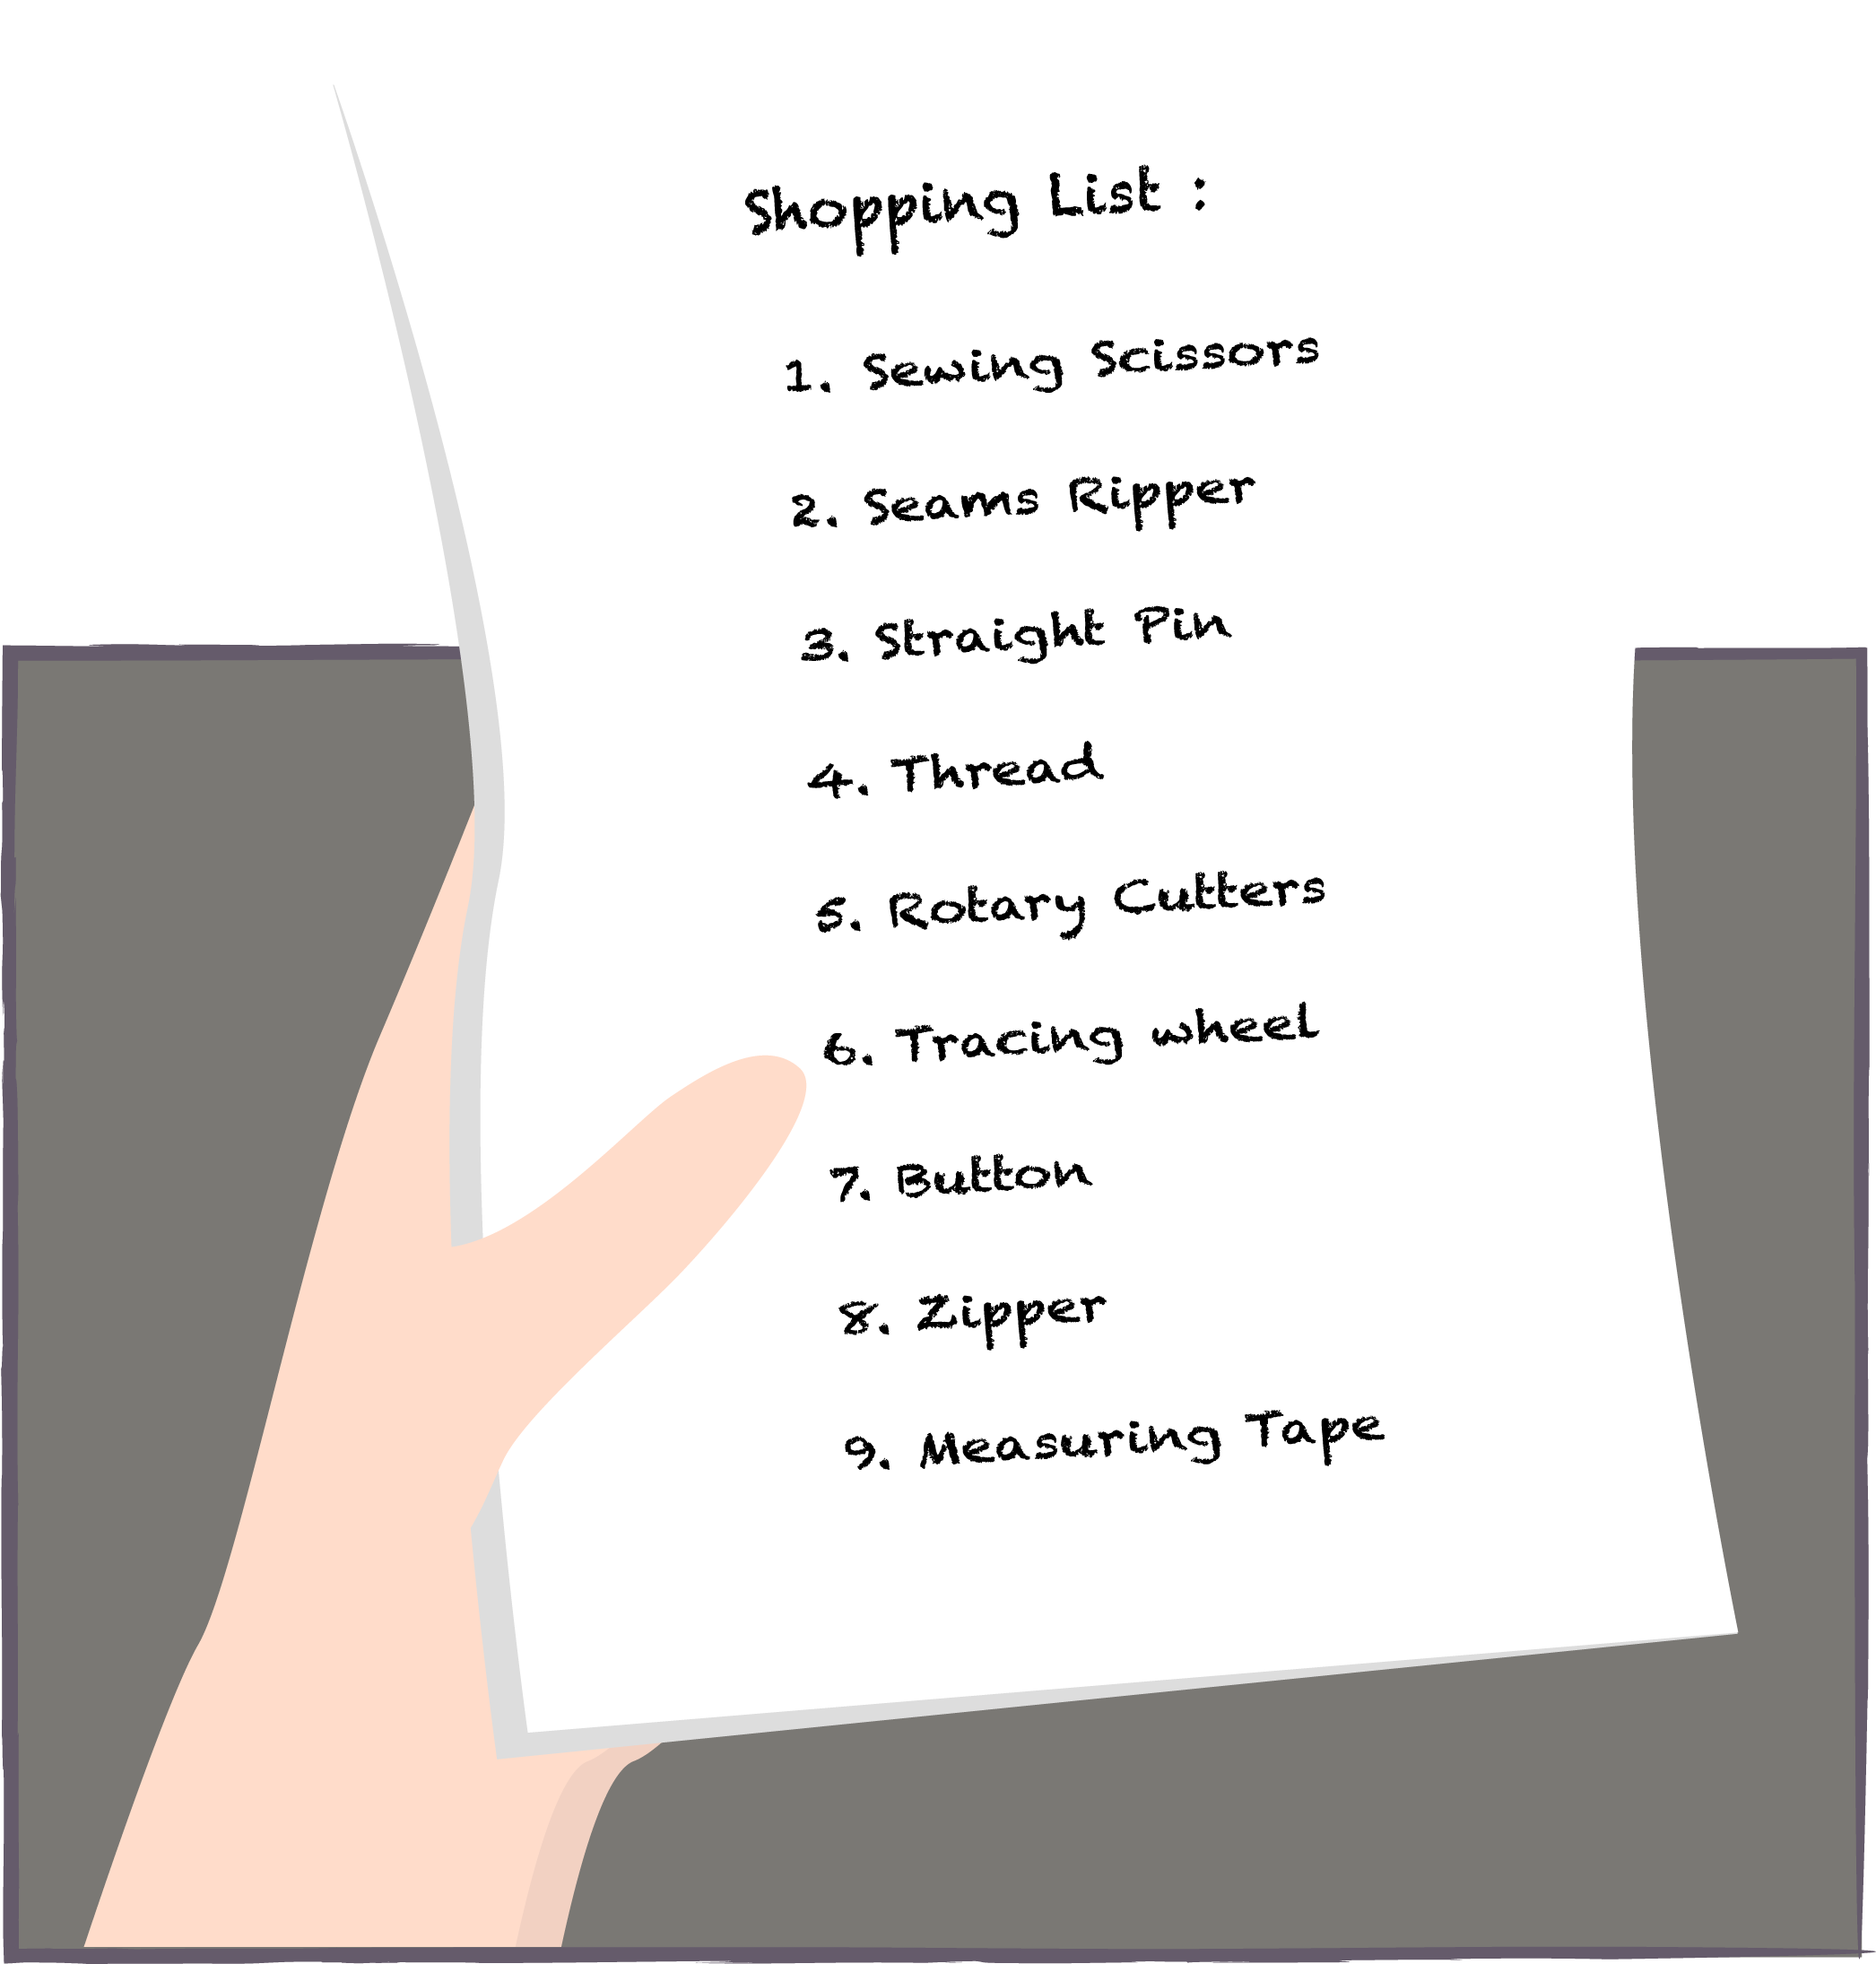 Shopping List :
1. Sewing Scissors
2. Seams Ripper
3. Straight Pin
4. Thread
5. Rotary Cutters
6. Tracing wheel
7. Button
8. Zipper
9. Measuring Tape